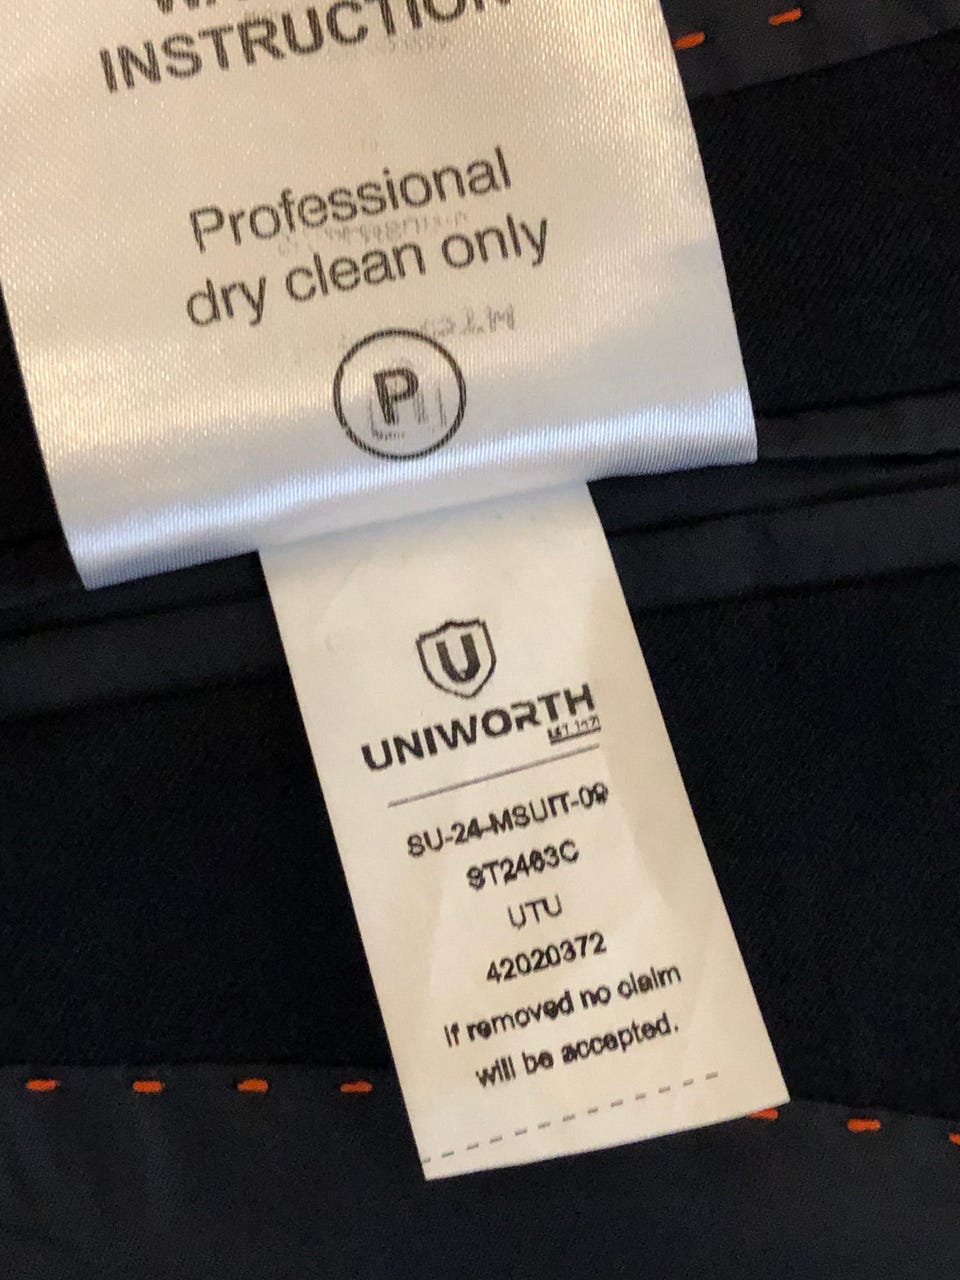 INSTRUCTION
Professional
dry clean only
P
U
UNIWORTH
SU-24-MSUIT-09
ST2463C
UTU
42020372
If removed no claim
will be accepted.